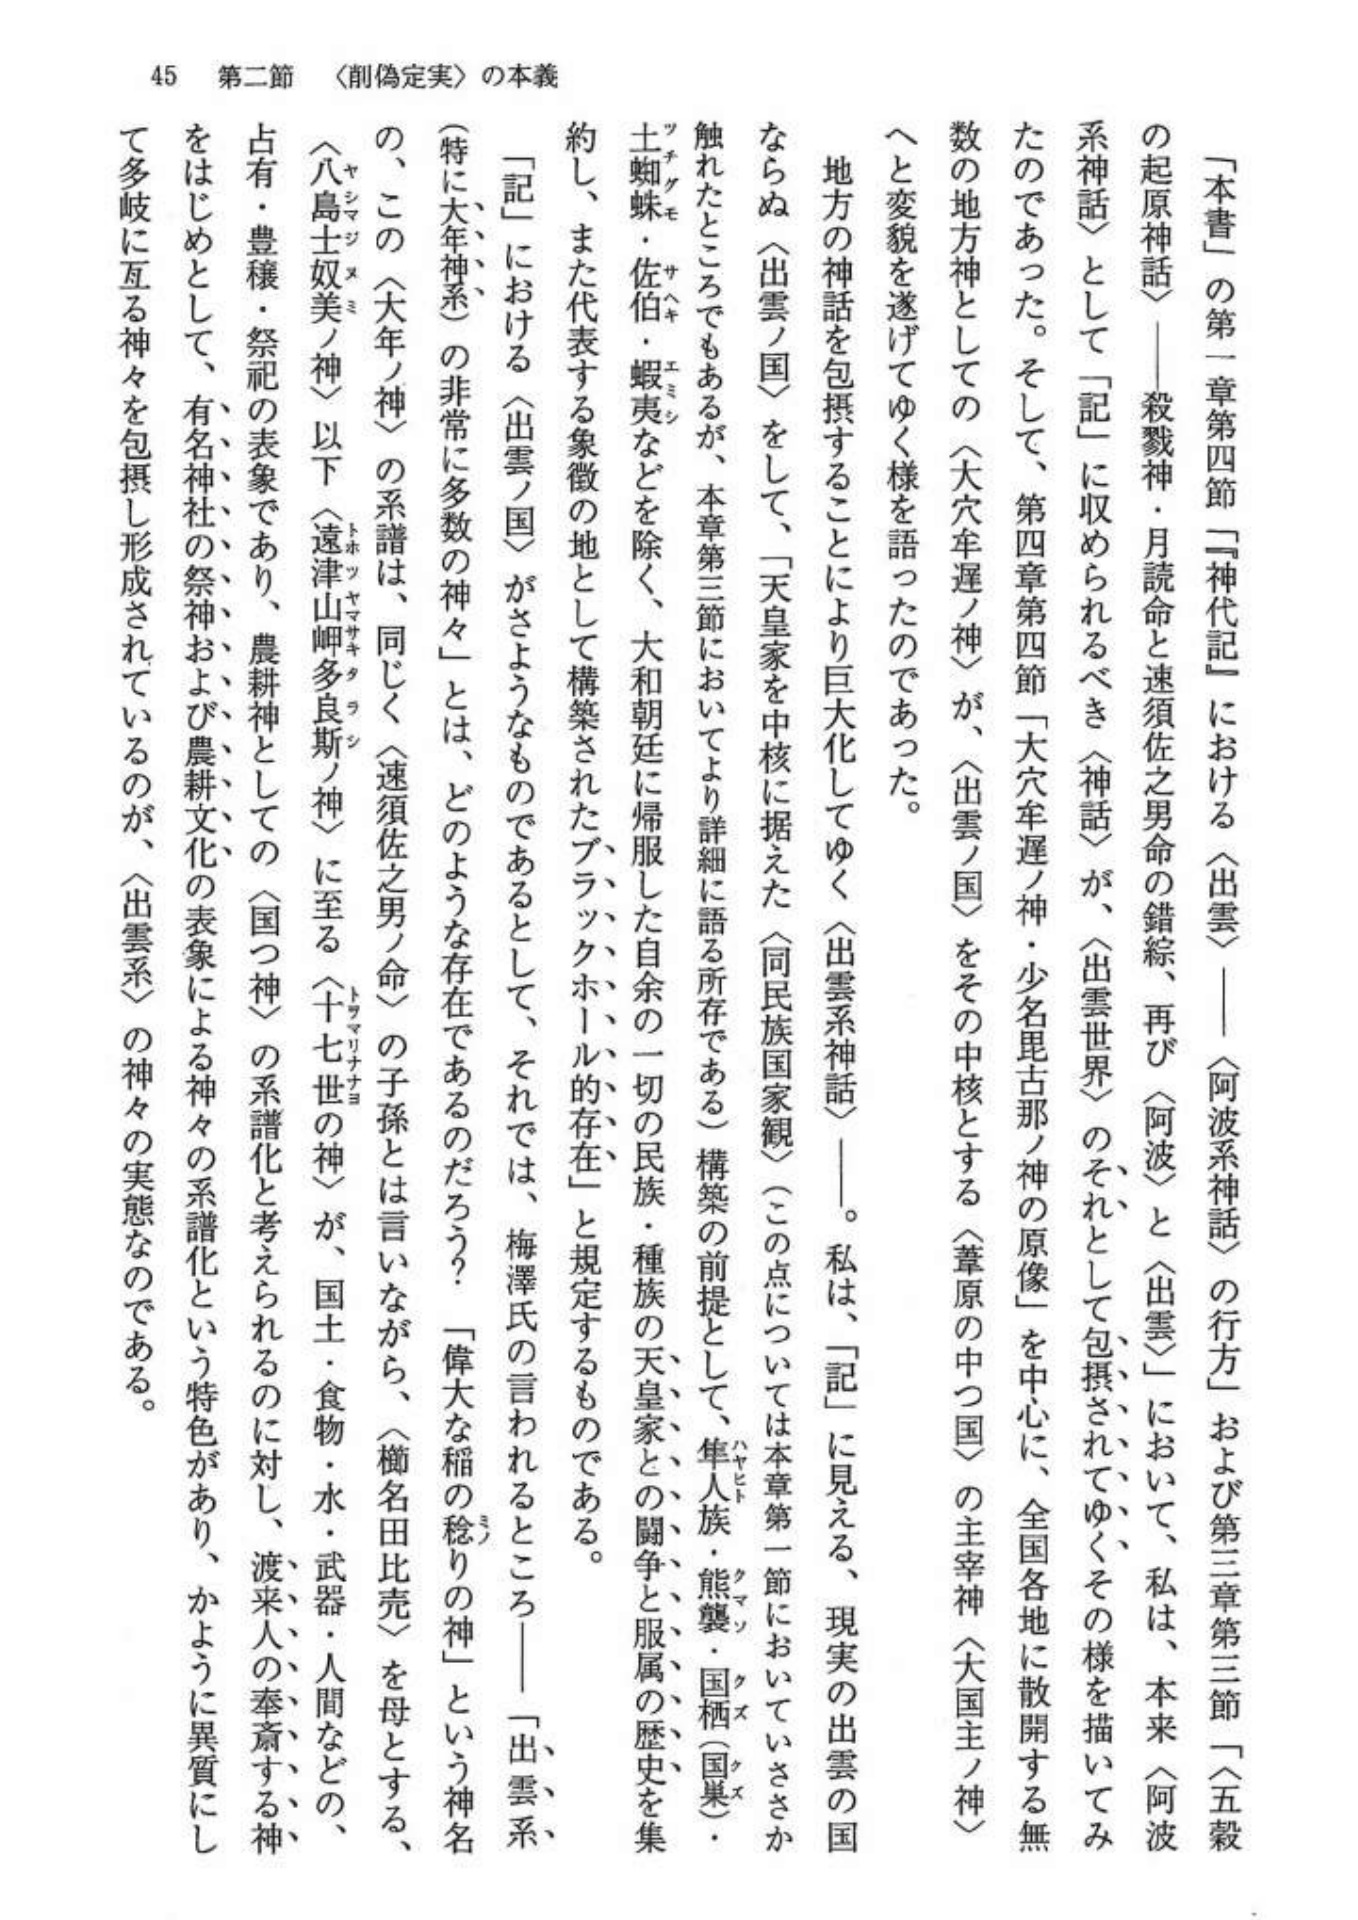 45　第二節　〈削偽定実〉の本義
「本書」の第一章第四節「『神代記』における〈出雲〉――〈阿波系神話〉の行方」および第三章第三節「〈五穀
の起原神話〉――殺戮神・月読命と速須佐之男命の錯綜、再び〈阿波〉と〈出雲〉」において、私は、本来〈阿波
系神話〉として「記」に収められるべき〈神話〉が、〈出雲世界〉のそれとして包摂されてゆくその様を描いてみ
たのであった。そして、第四章第四節「大穴牟遅ノ神・少名毘古那ノ神の原像」を中心に、全国各地に散開する無
数の地方神としての〈大穴牟遅ノ神〉が、〈出雲ノ国〉をその中核とする〈葦原の中つ国〉の主宰神〈大国主ノ神〉
へと変貌を遂げてゆく様を語ったのであった。
地方の神話を包摂することにより巨大化してゆく〈出雲系神話〉――。私は、「記」に見える、現実の出雲の国
ならぬ〈出雲ノ国〉をして、「天皇家を中核に据えた〈同民族国家観〉（この点については本章第一節においていささか
触れたところでもあるが、本章第三節においてより詳細に語る所存である）構築の前提として、隼人族・熊襲・国栖（国巣）・
土蜘蛛・佐伯・蝦夷などを除く、大和朝廷に帰服した自余の一切の民族・種族の天皇家との闘争と服属の歴史を集
約し、また代表する象徴の地として構築されたブラックホール的存在」と規定するものである。
「記」における〈出雲ノ国〉がさようなものであるとして、それでは、梅澤氏の言われるところ――「出雲系
（特に大年神系）の非常に多数の神々」とは、どのような存在であるのだろう？　「偉大な稲の稔りの神」という神名
の、この〈大年ノ神〉の系譜は、同じく〈速須佐之男ノ命〉の子孫とは言いながら、〈櫛名田比売〉を母とする、
〈八島士奴美ノ神〉以下〈遠津山岬多良斯ノ神〉に至る〈十七世の神〉が、国土・食物・水・武器・人間などの、
占有・豊穣・祭祀の表象であり、農耕神としての〈国つ神〉の系譜化と考えられるのに対し、渡来人の奉斎する神
をはじめとして、有名神社の祭神および農耕文化の表象による神々の系譜化という特色があり、かように異質にし
て多岐に亙る神々を包摂し形成されているのが、〈出雲系〉の神々の実態なのである。